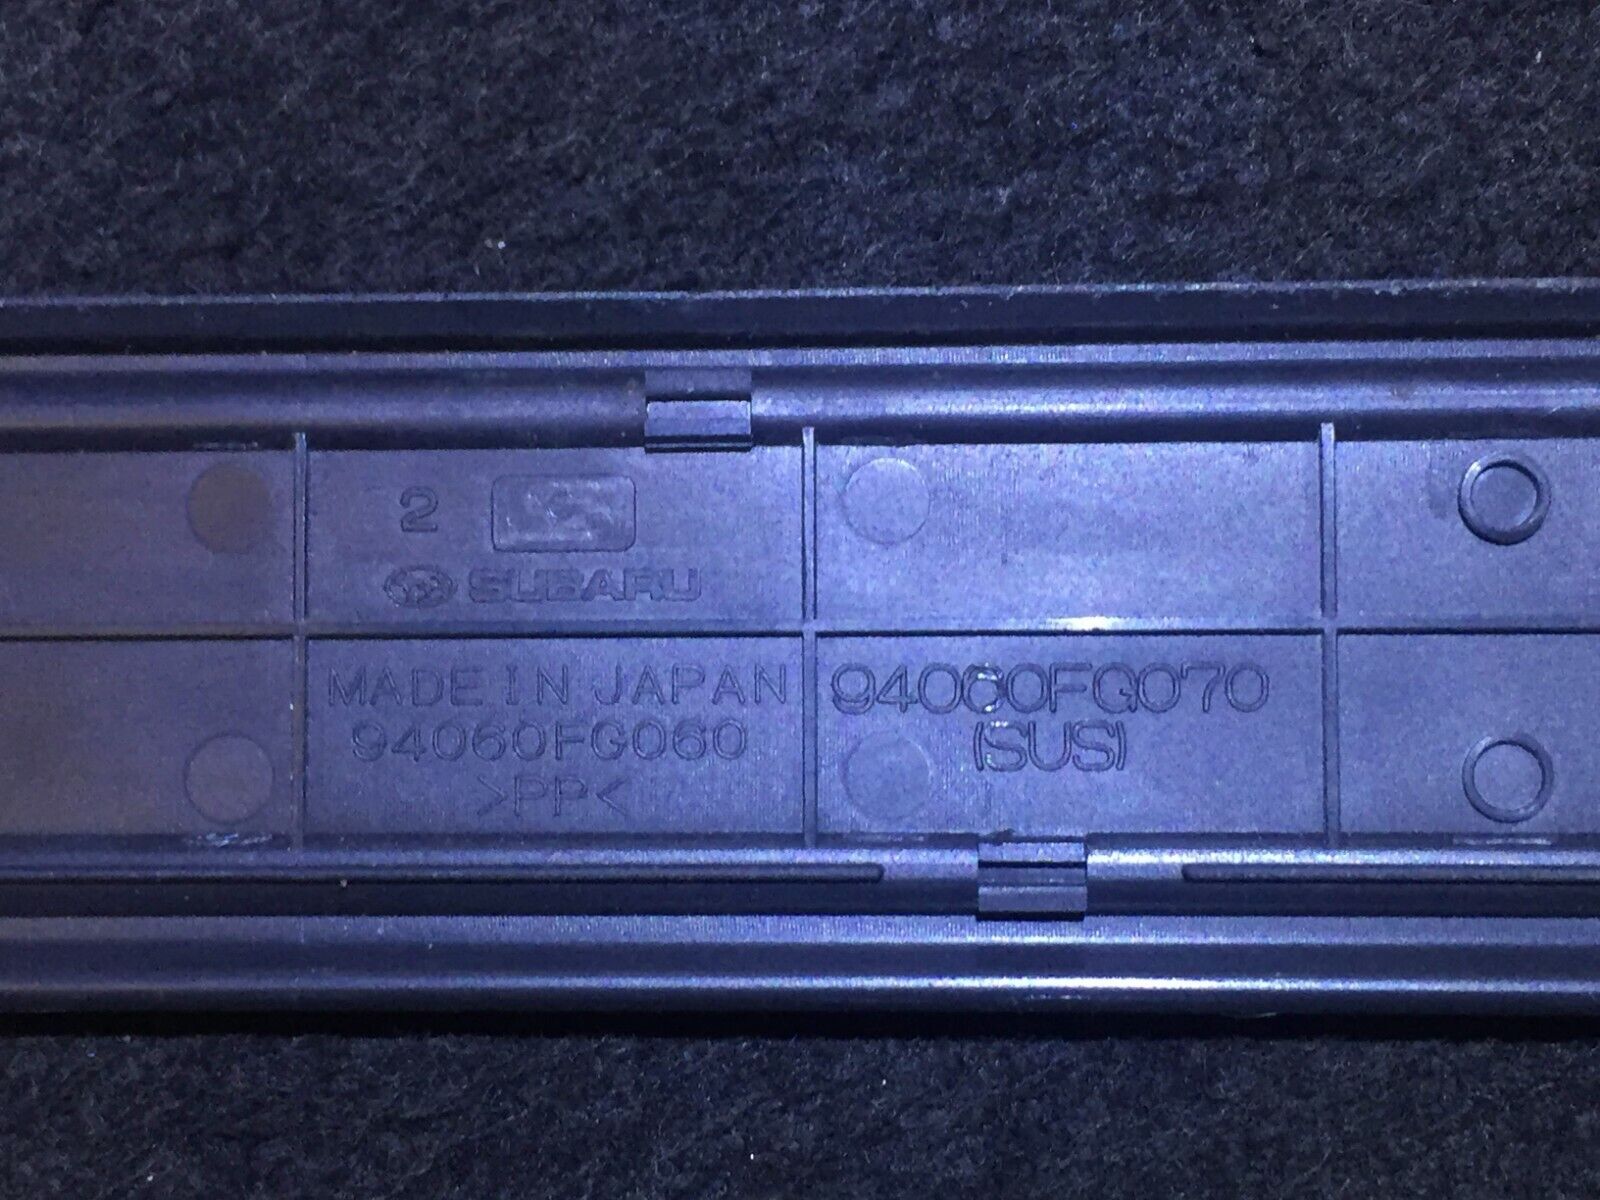 2
SUBARU
MADE IN JAPAN
94060FG060
>PP<
94060FG070
(SUS)